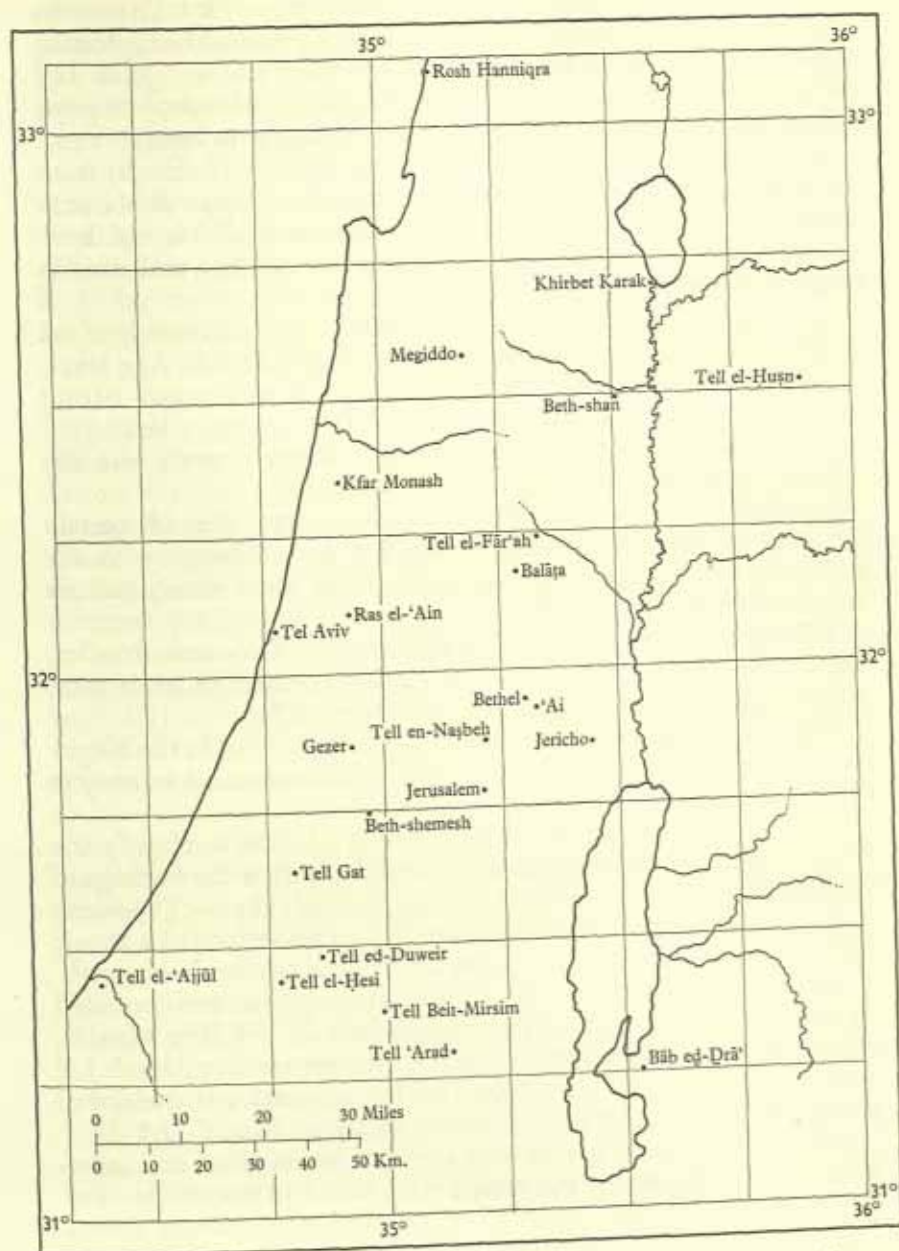 35°
36°
Rosh Hanniqra
33°
33°
Khirbet Karak
Megiddo
Tell el-Ḥuṣn
Beth-shan
Kfar Monash
Tell el-Fār‘ah
Balāṭa
Ras el-‘Ain
Tel Aviv
32°
32°
Bethel
‘Ai
Tell en-Naṣbeh
Gezer
Jericho
Jerusalem
Beth-shemesh
Tell Gat
Tell ed-Duweir
Tell el-‘Ajjūl
Tell el-Ḥesi
Tell Beit-Mirsim
Tell ‘Arad
Bāb eḏ-Ḏrā‘
0 10 20 30 Miles
0 10 20 30 40 50 Km.
31°
35°
36°
31°